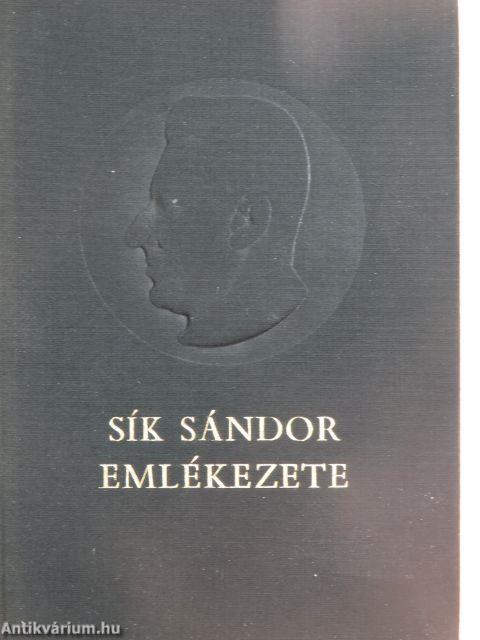 SÍK SÁNDOR
EMLÉKEZETE
Antikvárium.hu